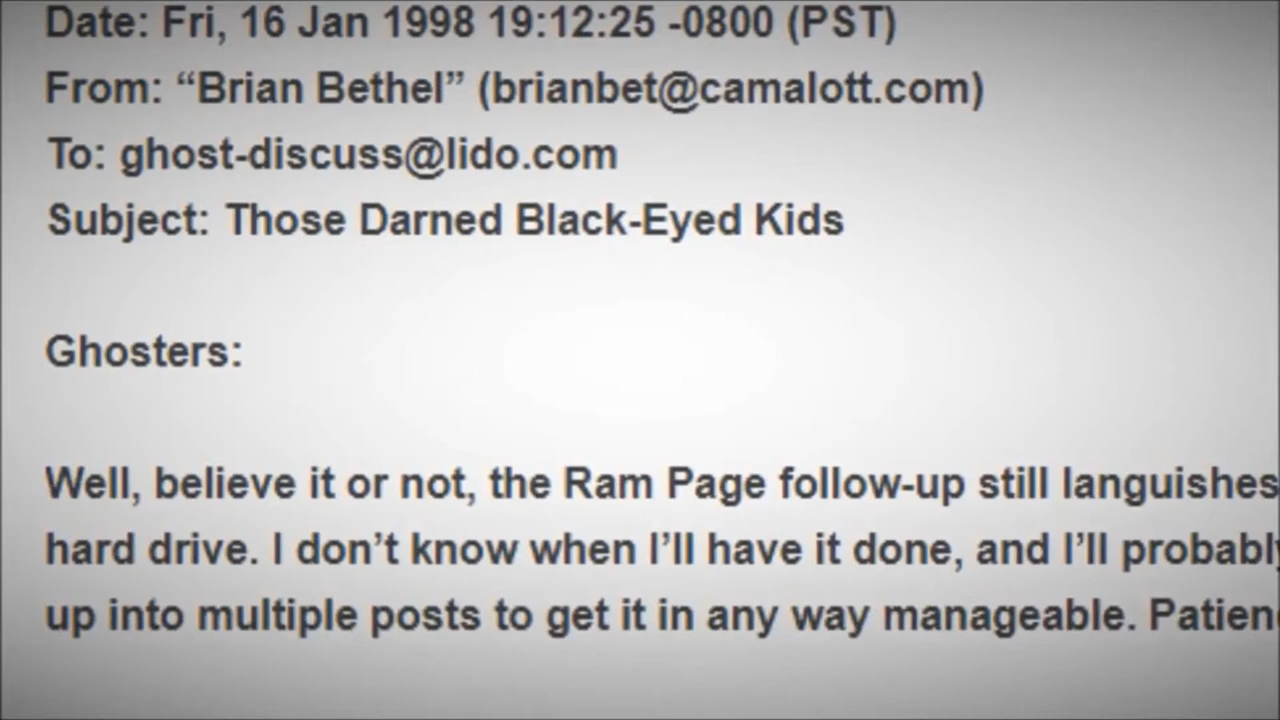 Date: Fri, 16 Jan 1998 19:12:25 -0800 (PST)
From: “Brian Bethel” (brianbet@camalott.com)
To: ghost-discuss@lido.com
Subject: Those Darned Black-Eyed Kids
Ghosters:
Well, believe it or not, the Ram Page follow-up still languishes
hard drive. I don’t know when I’ll have it done, and I’ll probably
up into multiple posts to get it in any way manageable.